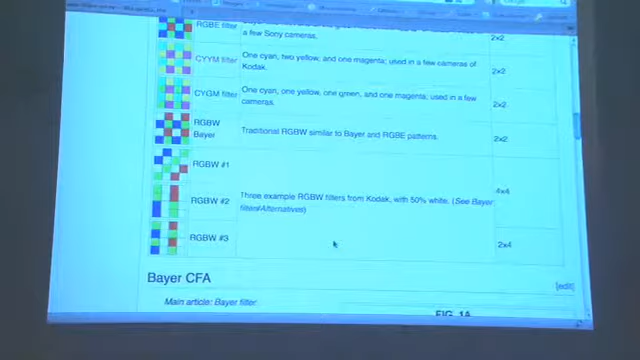 RGBE filter
a few Sony cameras.
2×2
CYYM filter
One cyan, two yellow, and one magenta; used in a few cameras of
Kodak.
2×2
CYGM filter
One cyan, one yellow, one green, and one magenta; used in a few
cameras.
2×2
RGBW
Bayer
Traditional RGBW similar to Bayer and RGBE patterns.
2×2
RGBW #1
RGBW #2
Three example RGBW filters from Kodak, with 50% white. (See Bayer
filter#Alternatives)
4x4
RGBW #3
2x4
Bayer CFA
[edit]
Main article: Bayer filter
FIG. 1A